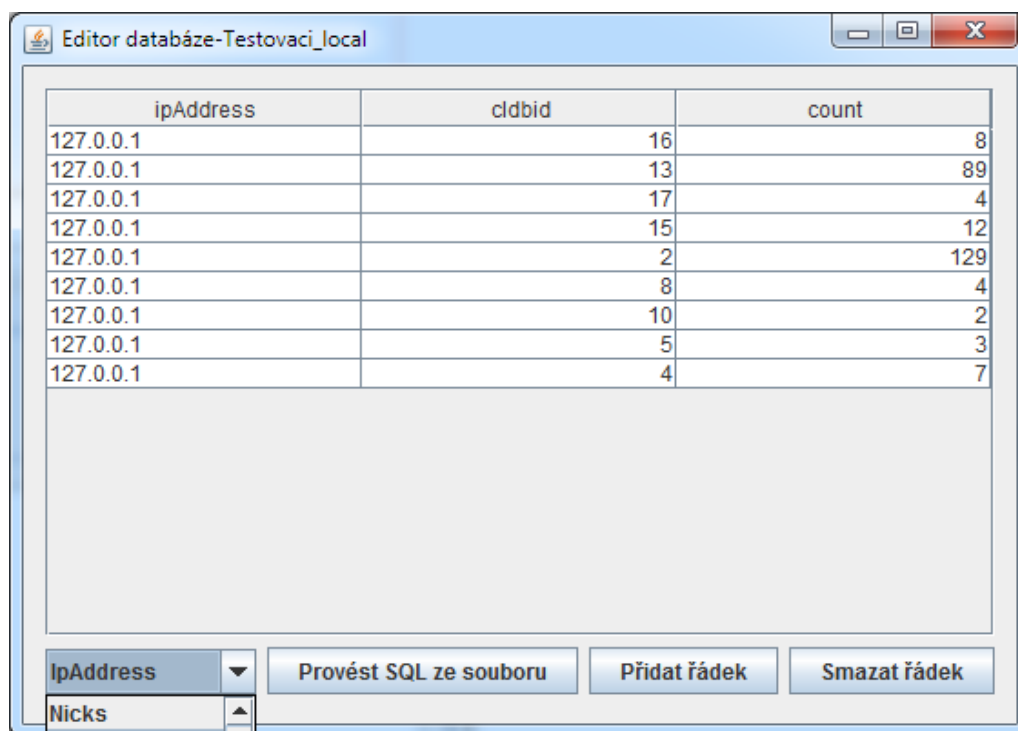 Editor databáze-Testovaci_local
ipAddress cldbid count
127.0.0.1 16 8
127.0.0.1 13 89
127.0.0.1 17 4
127.0.0.1 15 12
127.0.0.1 2 129
127.0.0.1 8 4
127.0.0.1 10 2
127.0.0.1 5 3
127.0.0.1 4 7
IpAddress Provést SQL ze souboru Přidat řádek Smazat řádek
Nicks